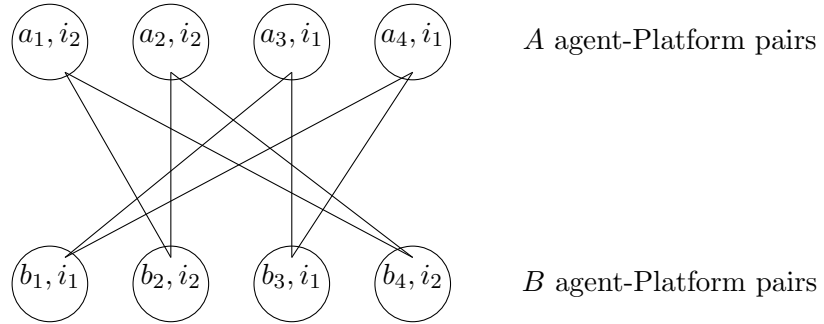 a₁, i₂ a₂, i₂ a₃, i₁ a₄, i₁ A agent-Platform pairs
b₁, i₁ b₂, i₂ b₃, i₁ b₄, i₂ B agent-Platform pairs